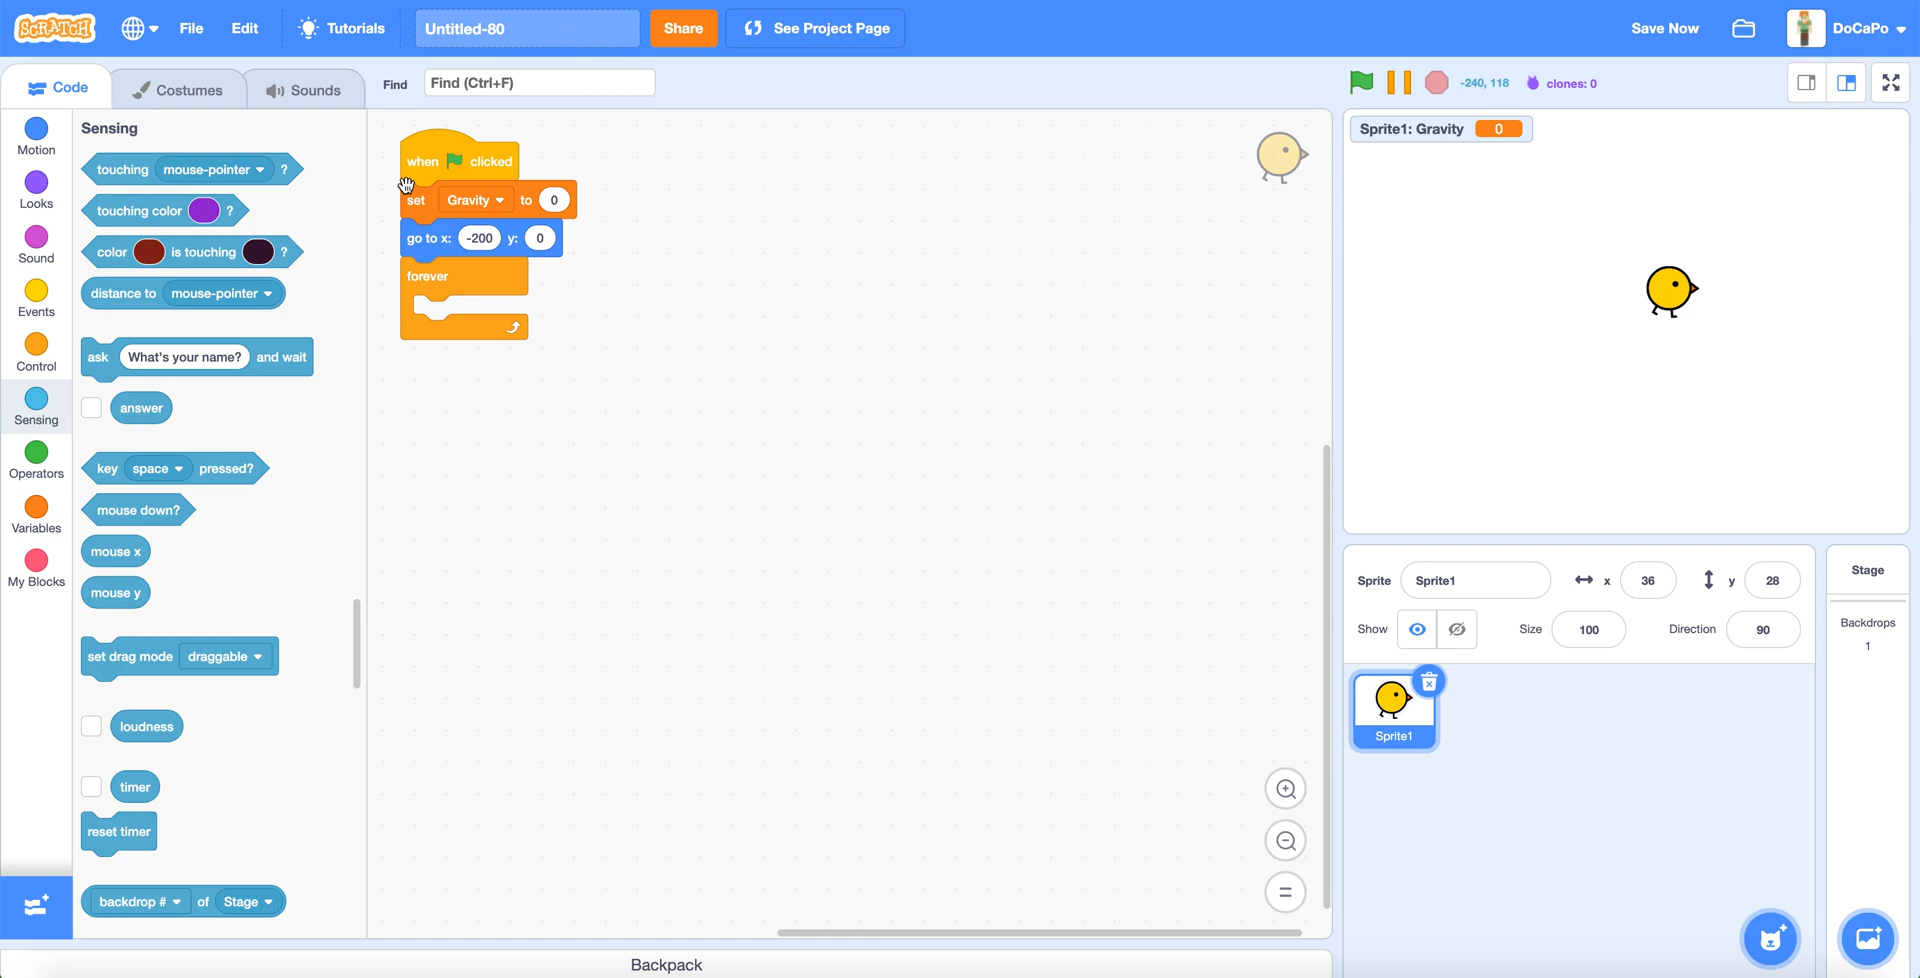 SCRATCH File Edit Tutorials Untitled-80 Share See Project Page Save Now DoCaPo
Code Costumes Sounds Find Find (Ctrl+F) -240, 118 clones: 0
Motion
Looks
Sound
Events
Control
Sensing
Operators
Variables
My Blocks
Sensing
touching mouse-pointer ?
touching color ?
color is touching ?
distance to mouse-pointer
ask What's your name? and wait
answer
key space pressed?
mouse down?
mouse x
mouse y
set drag mode draggable
loudness
timer
reset timer
backdrop # of Stage
when clicked
set Gravity to 0
go to x: -200 y: 0
forever
Backpack
Sprite1: Gravity 0
Sprite Sprite1 x 36 y 28
Show Size 100 Direction 90
Sprite1
Stage
Backdrops
1